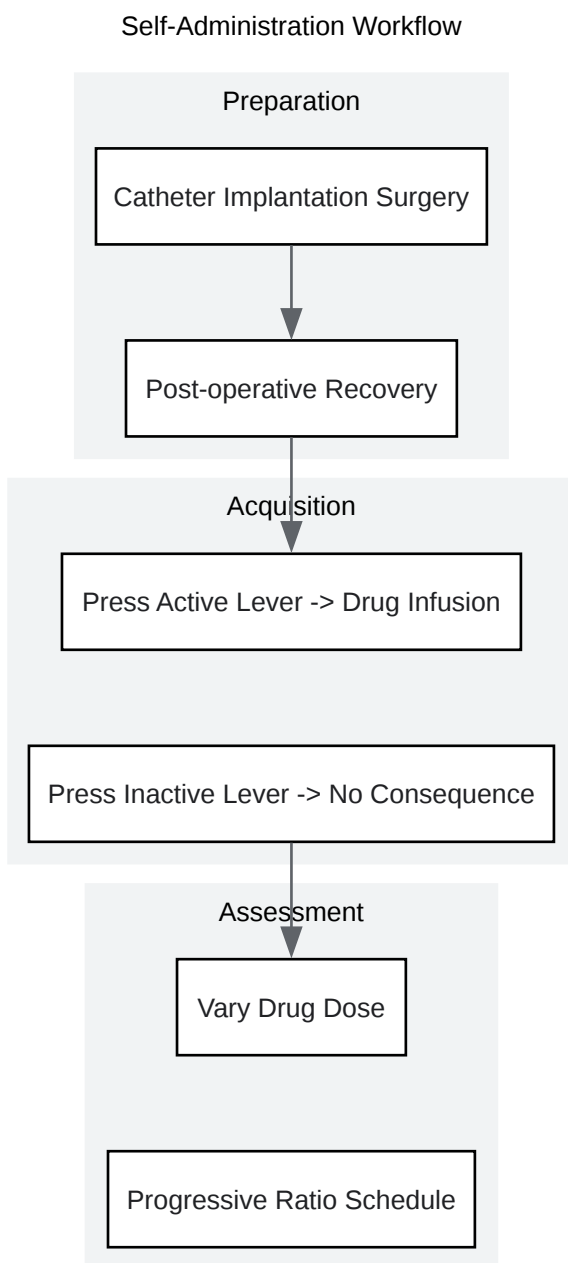 Self-Administration Workflow
Preparation
Catheter Implantation Surgery
Post-operative Recovery
Acquisition
Press Active Lever -> Drug Infusion
Press Inactive Lever -> No Consequence
Assessment
Vary Drug Dose
Progressive Ratio Schedule